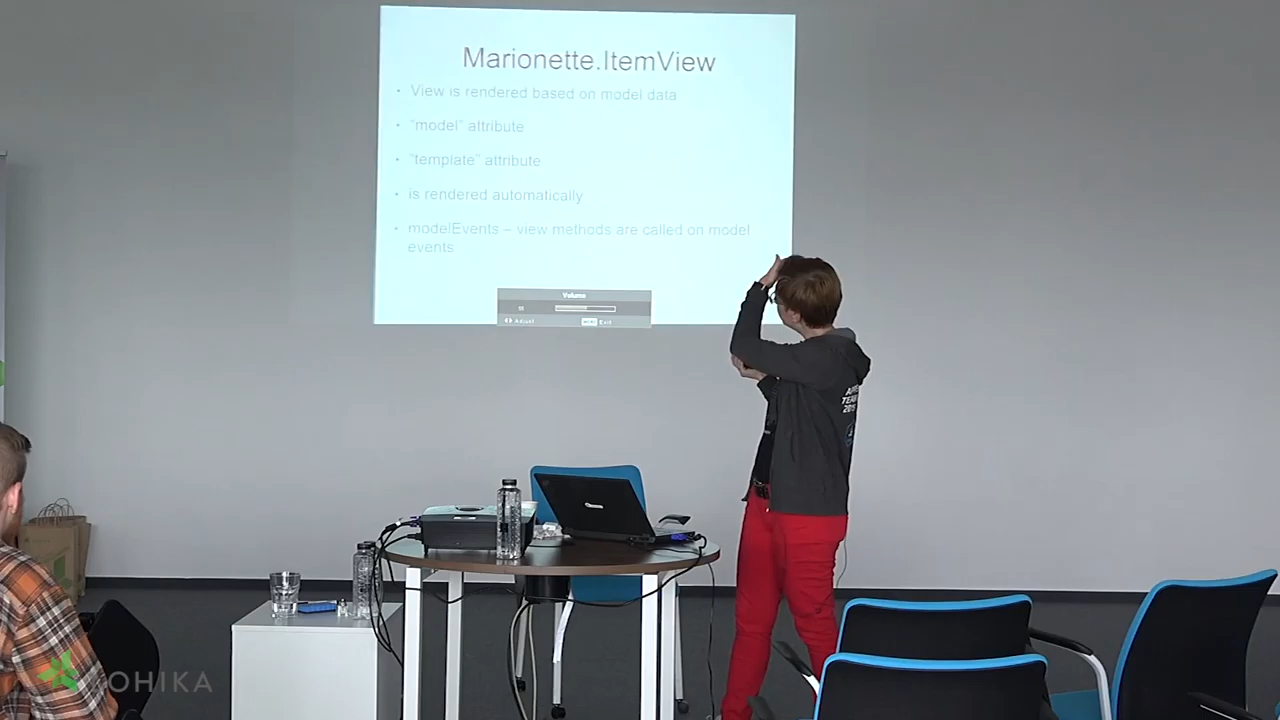 Marionette.ItemView
• View is rendered based on model data
• "model" attribute
• "template" attribute
• is rendered automatically
• modelEvents – view methods are called on model
events
Volume
Adjust
Exit
TEAM
OHIKA